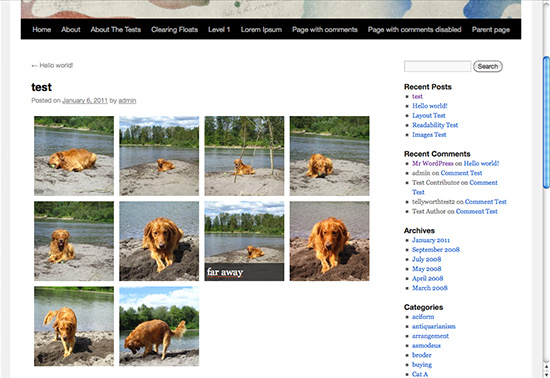 Home About About The Tests Clearing Floats Level 1 Lorem Ipsum Page with comments Page with comments disabled Parent page
← Hello world!
test
Posted on January 6, 2011 by admin
far away
Search
Recent Posts
test
Hello world!
Layout Test
Readability Test
Images Test
Recent Comments
Mr WordPress on Hello world!
admin on Comment Test
Test Contributor on Comment
Test
tellyworthtest2 on Comment Test
Test Author on Comment Test
Archives
January 2011
September 2008
July 2008
May 2008
April 2008
March 2008
Categories
aciform
antiquarianism
arrangement
asmodeus
broder
buying
Cat A